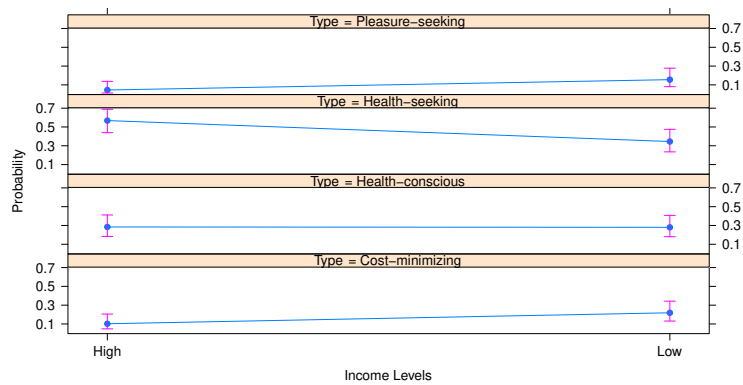 Type = Pleasure−seeking
0.7
0.5
0.3
0.1
Type = Health−seeking
0.7
0.5
0.3
0.1
Type = Health−conscious
0.7
0.5
0.3
0.1
Type = Cost−minimizing
0.7
0.5
0.3
0.1
Probability
High Low
Income Levels